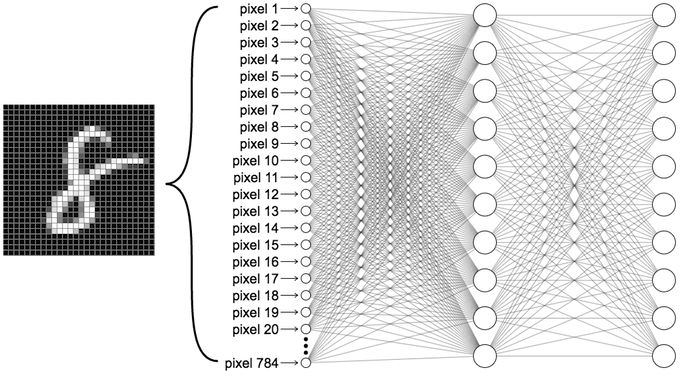 pixel 1
pixel 2
pixel 3
pixel 4
pixel 5
pixel 6
pixel 7
pixel 8
pixel 9
pixel 10
pixel 11
pixel 12
pixel 13
pixel 14
pixel 15
pixel 16
pixel 17
pixel 18
pixel 19
pixel 20
pixel 784